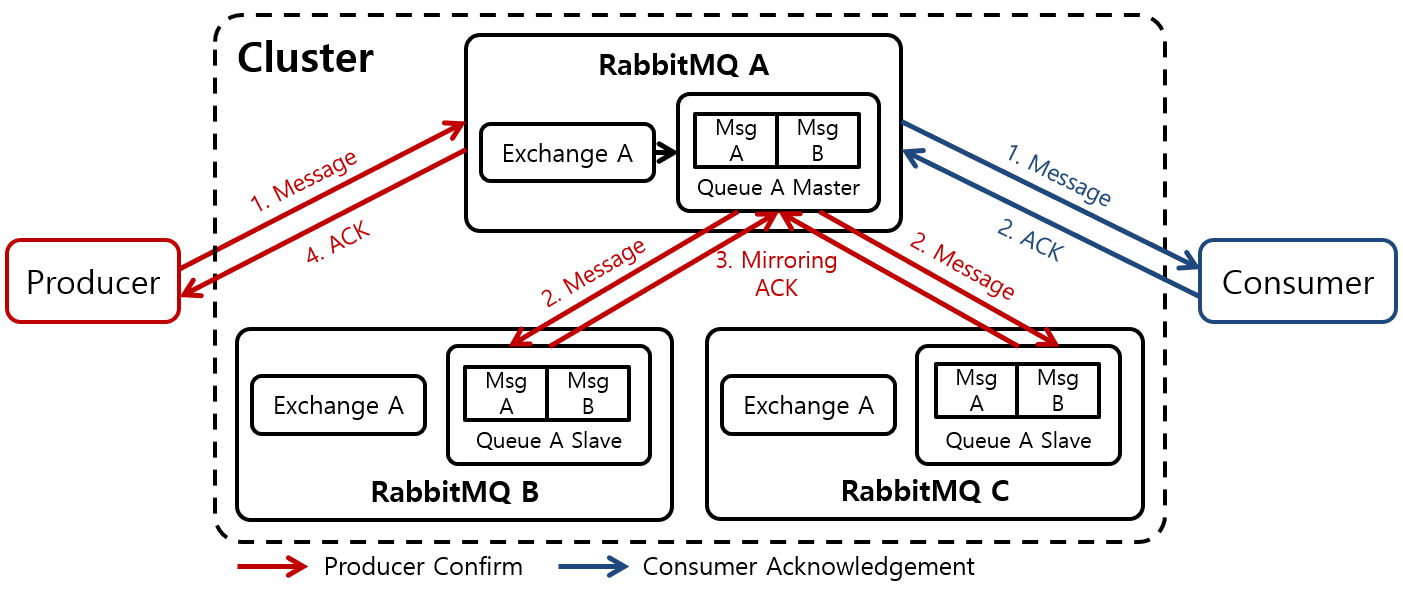 Cluster
RabbitMQ A
Exchange A
Msg
A
Msg
B
Queue A Master
1. Message
4. ACK
1. Message
2. ACK
2. Message
3. Mirroring
ACK
2. Message
Producer
Consumer
Exchange A
Msg
A
Msg
B
Queue A Slave
RabbitMQ B
Exchange A
Msg
A
Msg
B
Queue A Slave
RabbitMQ C
Producer Confirm
Consumer Acknowledgement